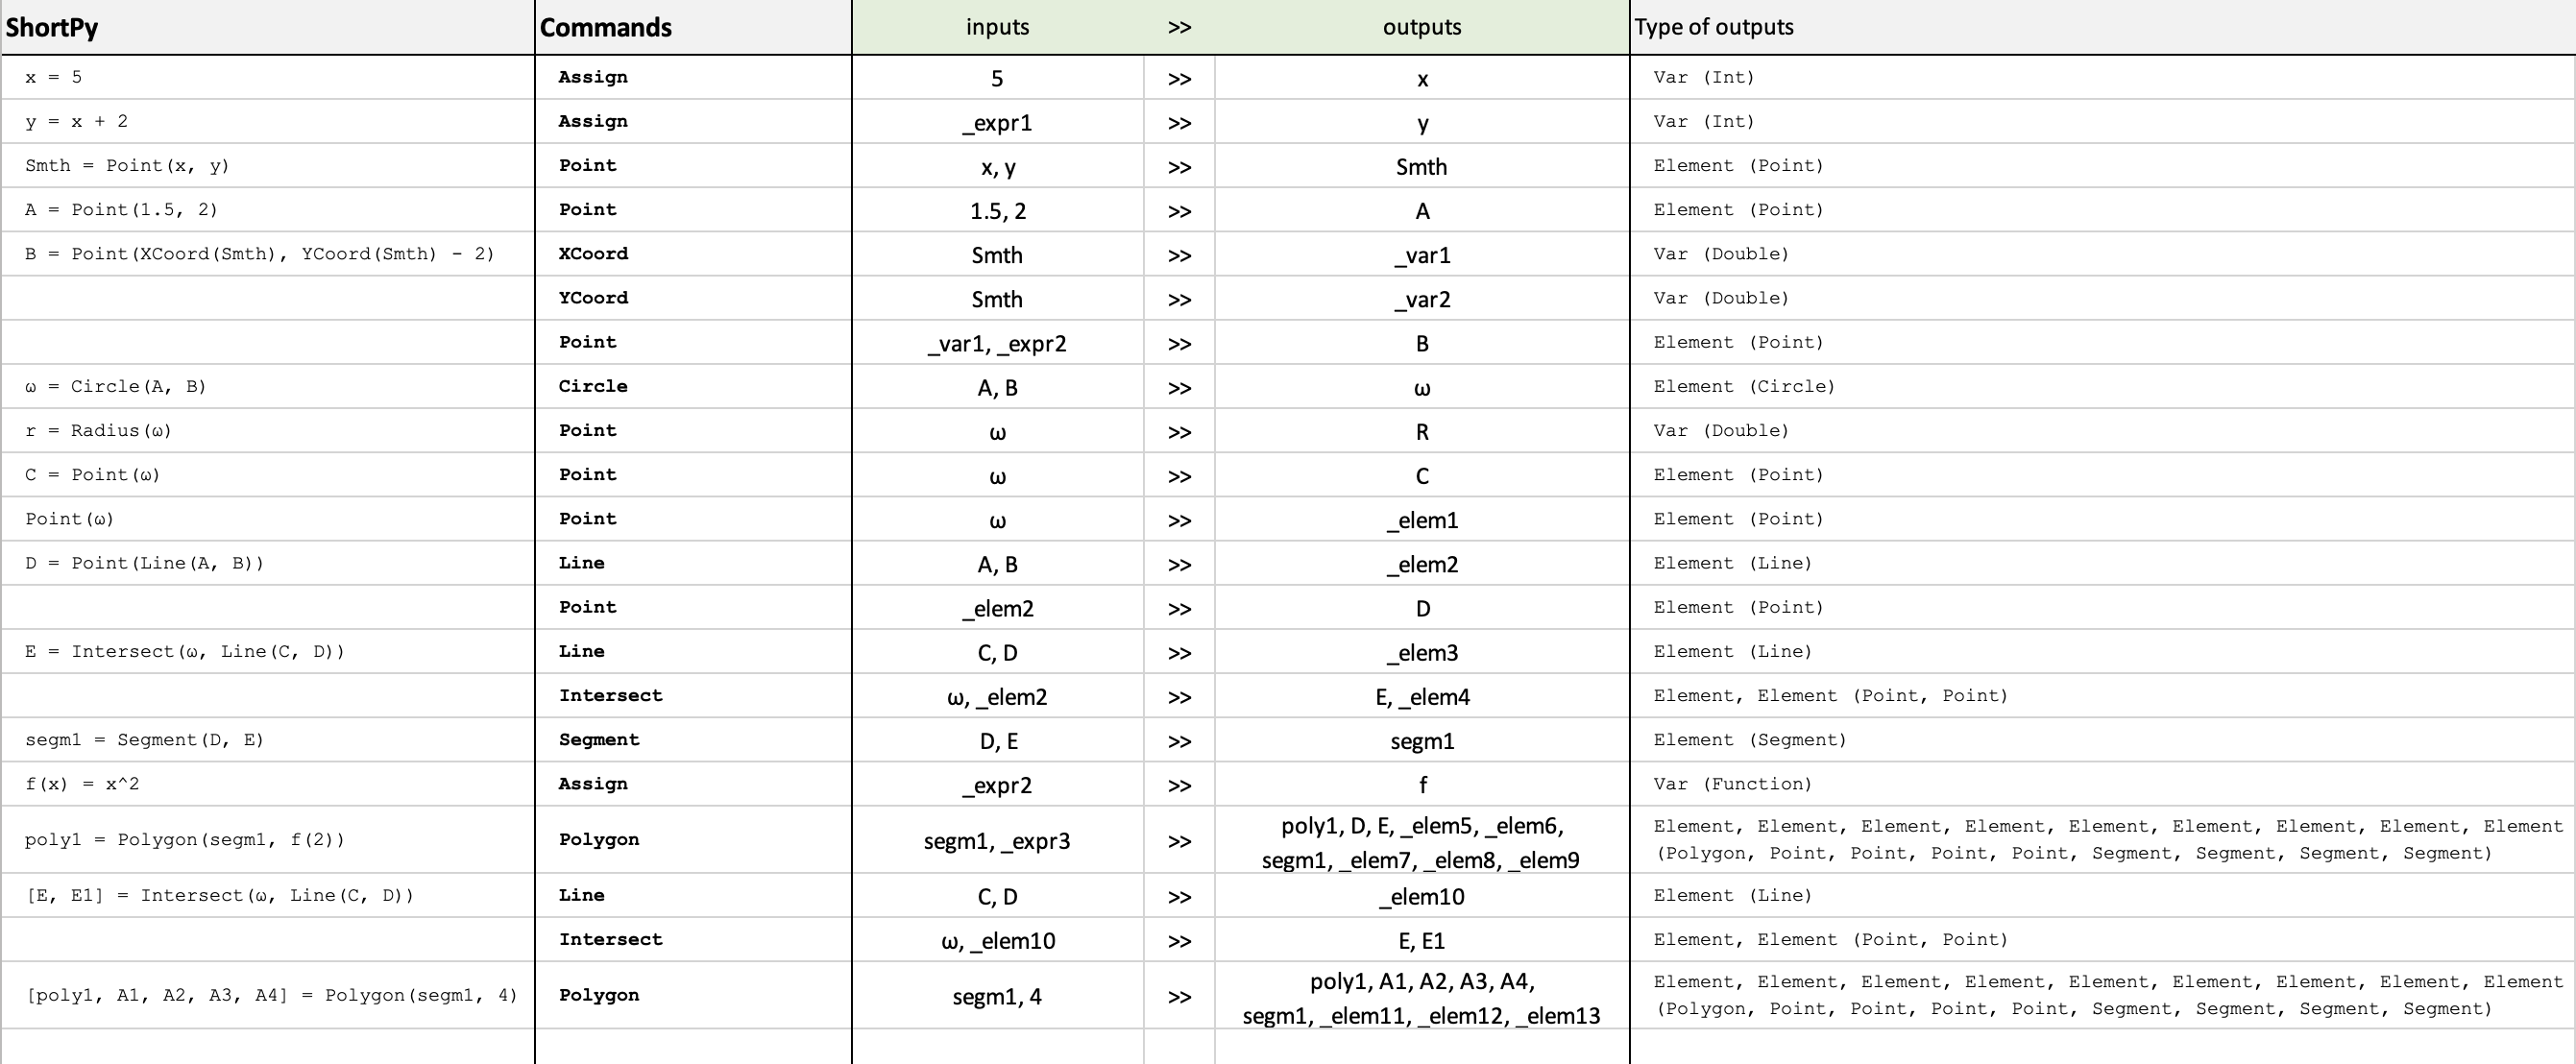 ShortPy Commands inputs >> outputs Type of outputs
x = 5 Assign 5 >> x Var (Int)
y = x + 2 Assign _expr1 >> y Var (Int)
Smth = Point(x, y) Point x, y >> Smth Element (Point)
A = Point(1.5, 2) Point 1.5, 2 >> A Element (Point)
B = Point(XCoord(Smth), YCoord(Smth) - 2) XCoord Smth >> _var1 Var (Double)
YCoord Smth >> _var2 Var (Double)
Point _var1, _expr2 >> B Element (Point)
ω = Circle(A, B) Circle A, B >> ω Element (Circle)
r = Radius(ω) Point ω >> R Var (Double)
C = Point(ω) Point ω >> C Element (Point)
Point(ω) Point ω >> _elem1 Element (Point)
D = Point(Line(A, B)) Line A, B >> _elem2 Element (Line)
Point _elem2 >> D Element (Point)
E = Intersect(ω, Line(C, D)) Line C, D >> _elem3 Element (Line)
Intersect ω, _elem2 >> E, _elem4 Element, Element (Point, Point)
segm1 = Segment(D, E) Segment D, E >> segm1 Element (Segment)
f(x) = x^2 Assign _expr2 >> f Var (Function)
poly1 = Polygon(segm1, f(2)) Polygon segm1, _expr3 >> poly1, D, E, _elem5, _elem6, Element, Element, Element, Element, Element, Element, Element, Element, Element
segm1, _elem7, _elem8, _elem9 (Polygon, Point, Point, Point, Point, Segment, Segment, Segment, Segment)
[E, E1] = Intersect(ω, Line(C, D)) Line C, D >> _elem10 Element (Line)
Intersect ω, _elem10 >> E, E1 Element, Element (Point, Point)
[poly1, A1, A2, A3, A4] = Polygon(segm1, 4) Polygon segm1, 4 >> poly1, A1, A2, A3, A4, Element, Element, Element, Element, Element, Element, Element, Element, Element
segm1, _elem11, _elem12, _elem13 (Polygon, Point, Point, Point, Point, Segment, Segment, Segment, Segment)